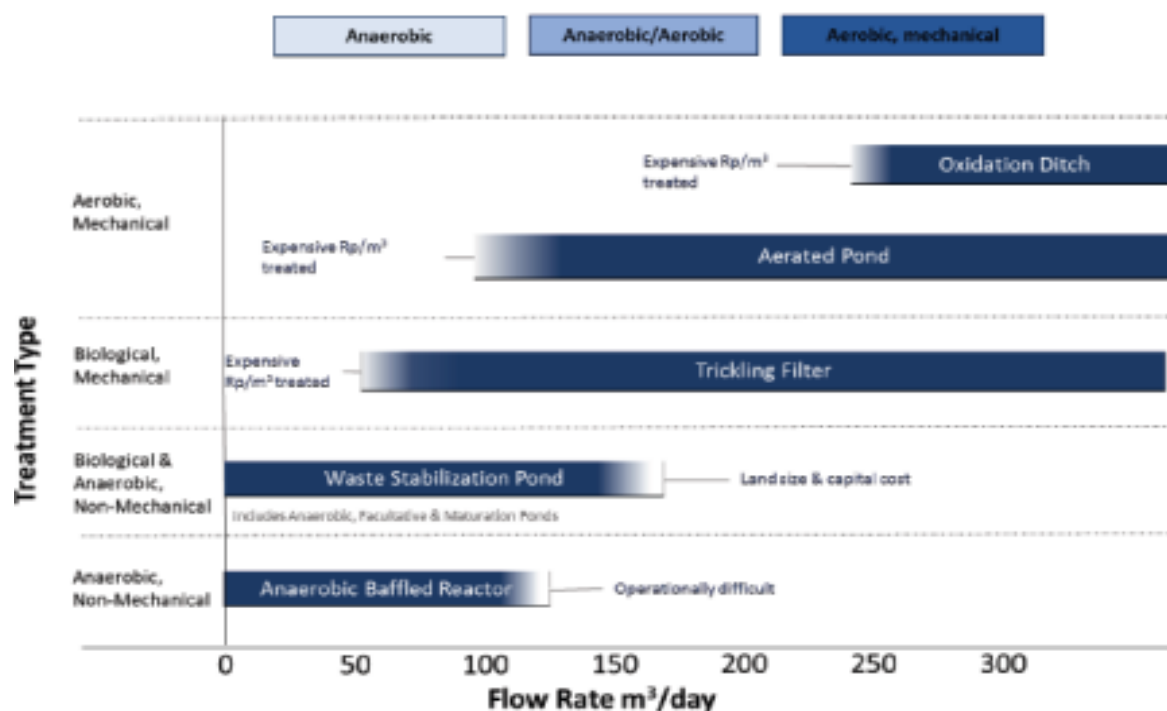 Anaerobic
Anaerobic/Aerobic
Aerobic, mechanical
Treatment Type
Aerobic,
Mechanical
Expensive Rp/m³
treated
Oxidation Ditch
Expensive Rp/m³
treated
Aerated Pond
Biological,
Mechanical
Expensive
Rp/m³ treated
Trickling Filter
Biological &
Anaerobic,
Non-Mechanical
Waste Stabilization Pond
Land size & capital cost
Includes Anaerobic, Facultative & Maturation Ponds
Anaerobic,
Non-Mechanical
Anaerobic Baffled Reactor
Operationally difficult
0 50 100 150 200 250 300
Flow Rate m³/day